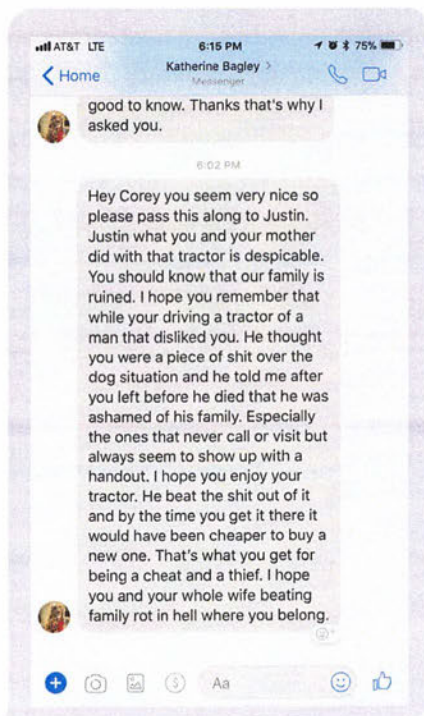 AT&T LTE 6:15 PM 75%
Home Katherine Bagley >
Messenger
good to know. Thanks that's why I
asked you.
6:02 PM
Hey Corey you seem very nice so
please pass this along to Justin.
Justin what you and your mother
did with that tractor is despicable.
You should know that our family is
ruined. I hope you remember that
while your driving a tractor of a
man that disliked you. He thought
you were a piece of shit over the
dog situation and he told me after
you left before he died that he was
ashamed of his family. Especially
the ones that never call or visit but
always seem to show up with a
handout. I hope you enjoy your
tractor. He beat the shit out of it
and by the time you get it there it
would have been cheaper to buy a
new one. That's what you get for
being a cheat and a thief. I hope
you and your whole wife beating
family rot in hell where you belong.
Aa